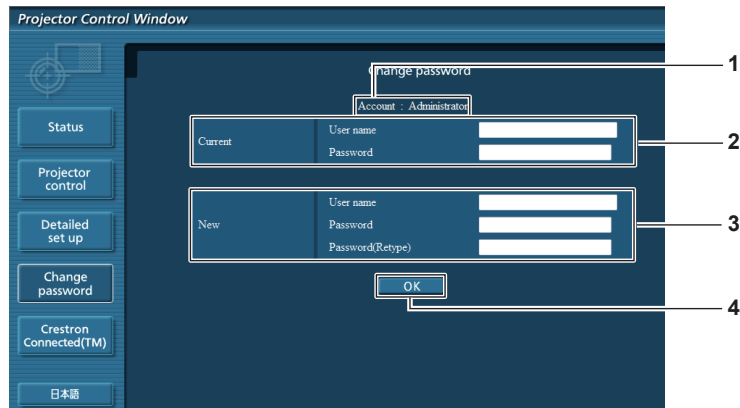 Projector Control Window
Change password
Account : Administrator
1
Current
User name
Password
2
New
User name
Password
Password(Retype)
3
OK
4
Status
Projector
control
Detailed
set up
Change
password
Crestron
Connected(TM)
日本語